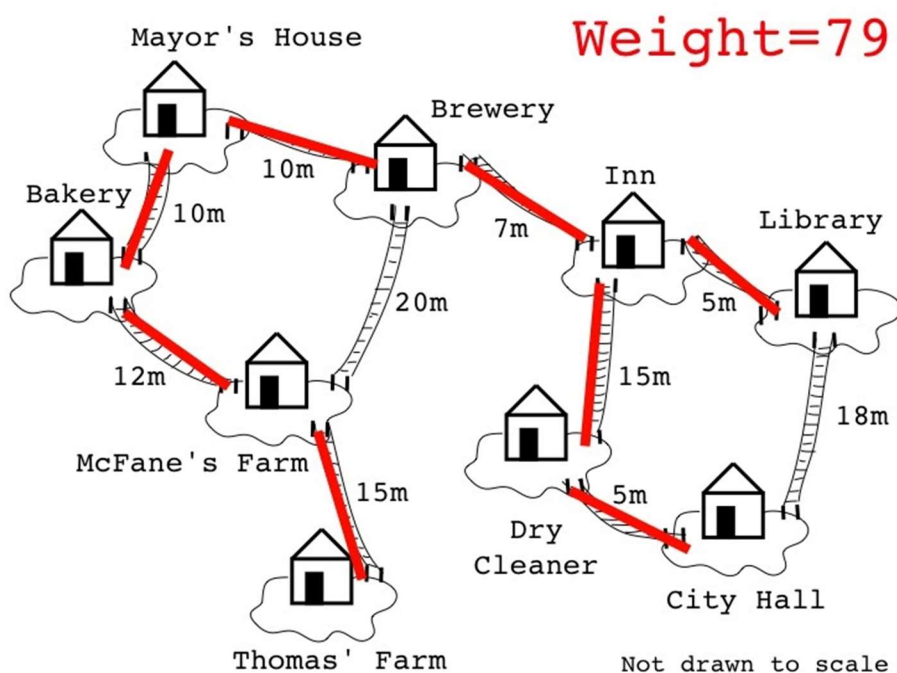 Weight=79
Mayor's House
Brewery
10m
Inn
Bakery
10m
7m
Library
20m
5m
12m
15m
18m
McFane's Farm
15m
5m
Dry
Cleaner
City Hall
Thomas' Farm
Not drawn to scale